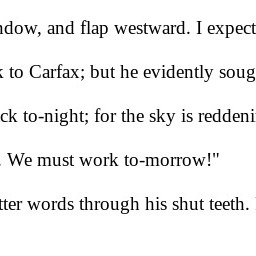 ndow, and flap westward. I expect
to Carfax; but he evidently soug
ck to-night; for the sky is reddeni
. We must work to-morrow!"
tter words through his shut teeth.